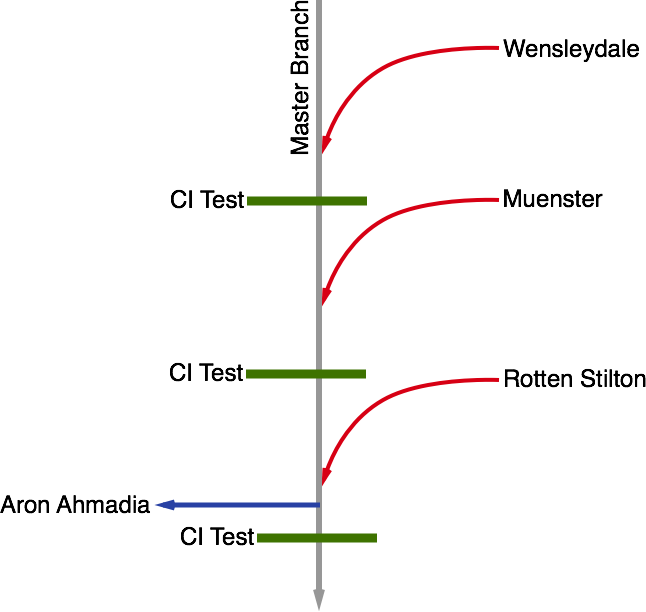 Master Branch
Wensleydale
CI Test
Muenster
CI Test
Rotten Stilton
Aron Ahmadia
CI Test